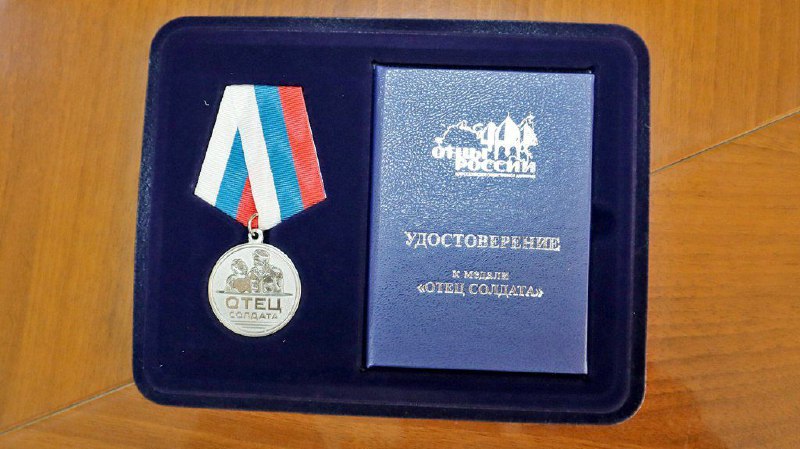 ОТЕЦ
СОЛДАТА
ОТЦЫ
РОССИИ
УДОСТОВЕРЕНИЕ
к медали
«ОТЕЦ СОЛДАТА»